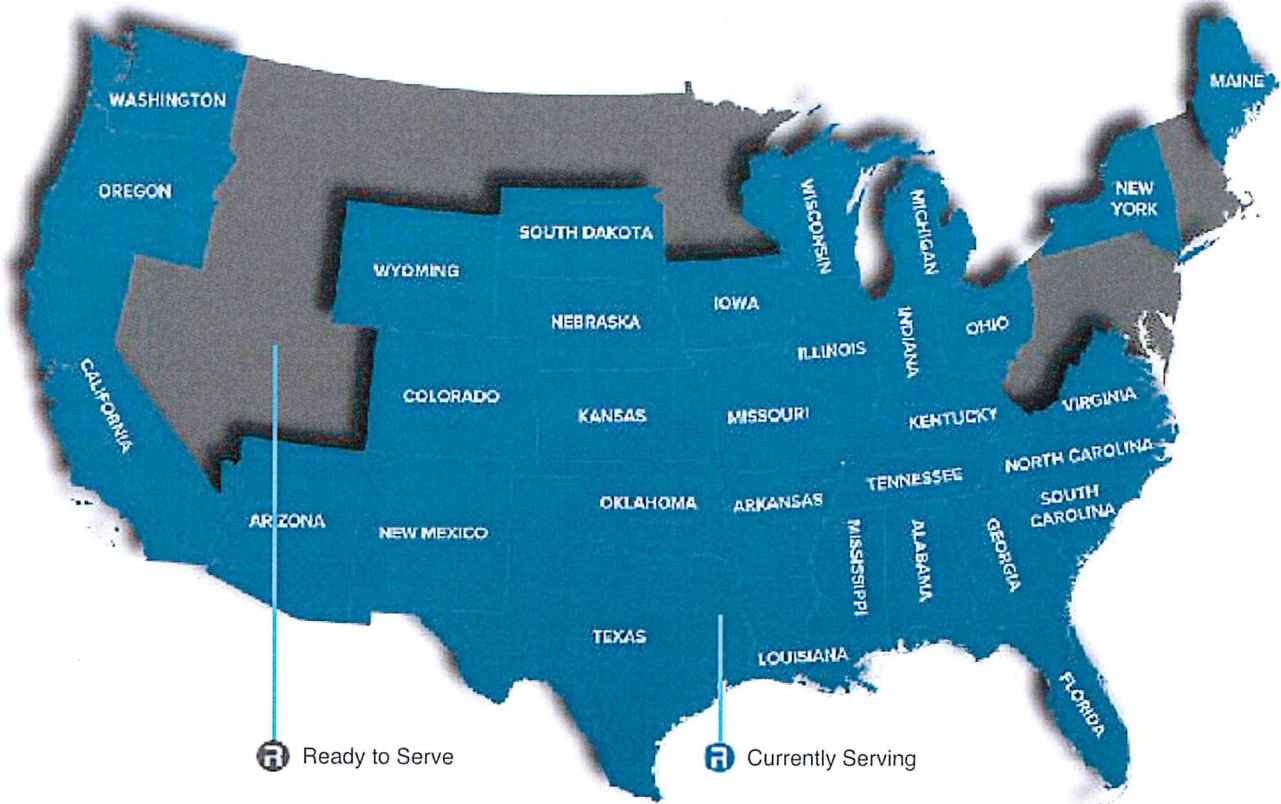 MAINE
WASHINGTON
OREGON
NEW
YORK
WISCONSIN
MICHIGAN
SOUTH DAKOTA
WYOMING
IOWA
NEBRASKA
INDIANA
OHIO
ILLINOIS
CALIFORNIA
COLORADO
KANSAS
MISSOURI
KENTUCKY
VIRGINIA
NORTH CAROLINA
TENNESSEE
OKLAHOMA
ARKANSAS
SOUTH
CAROLINA
ARIZONA
NEW MEXICO
MISSISSIPPI
ALABAMA
GEORGIA
TEXAS
LOUISIANA
FLORIDA
R Ready to Serve
R Currently Serving